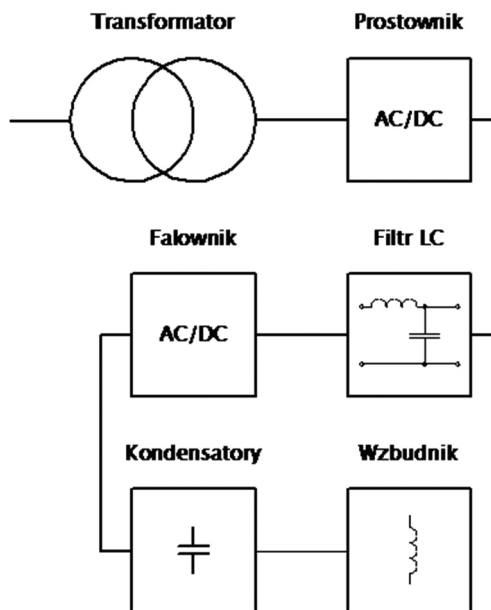 Transformator
Prostownik
AC/DC
Falownik
Filtr LC
AC/DC
Kondensatory
Wzbudnik